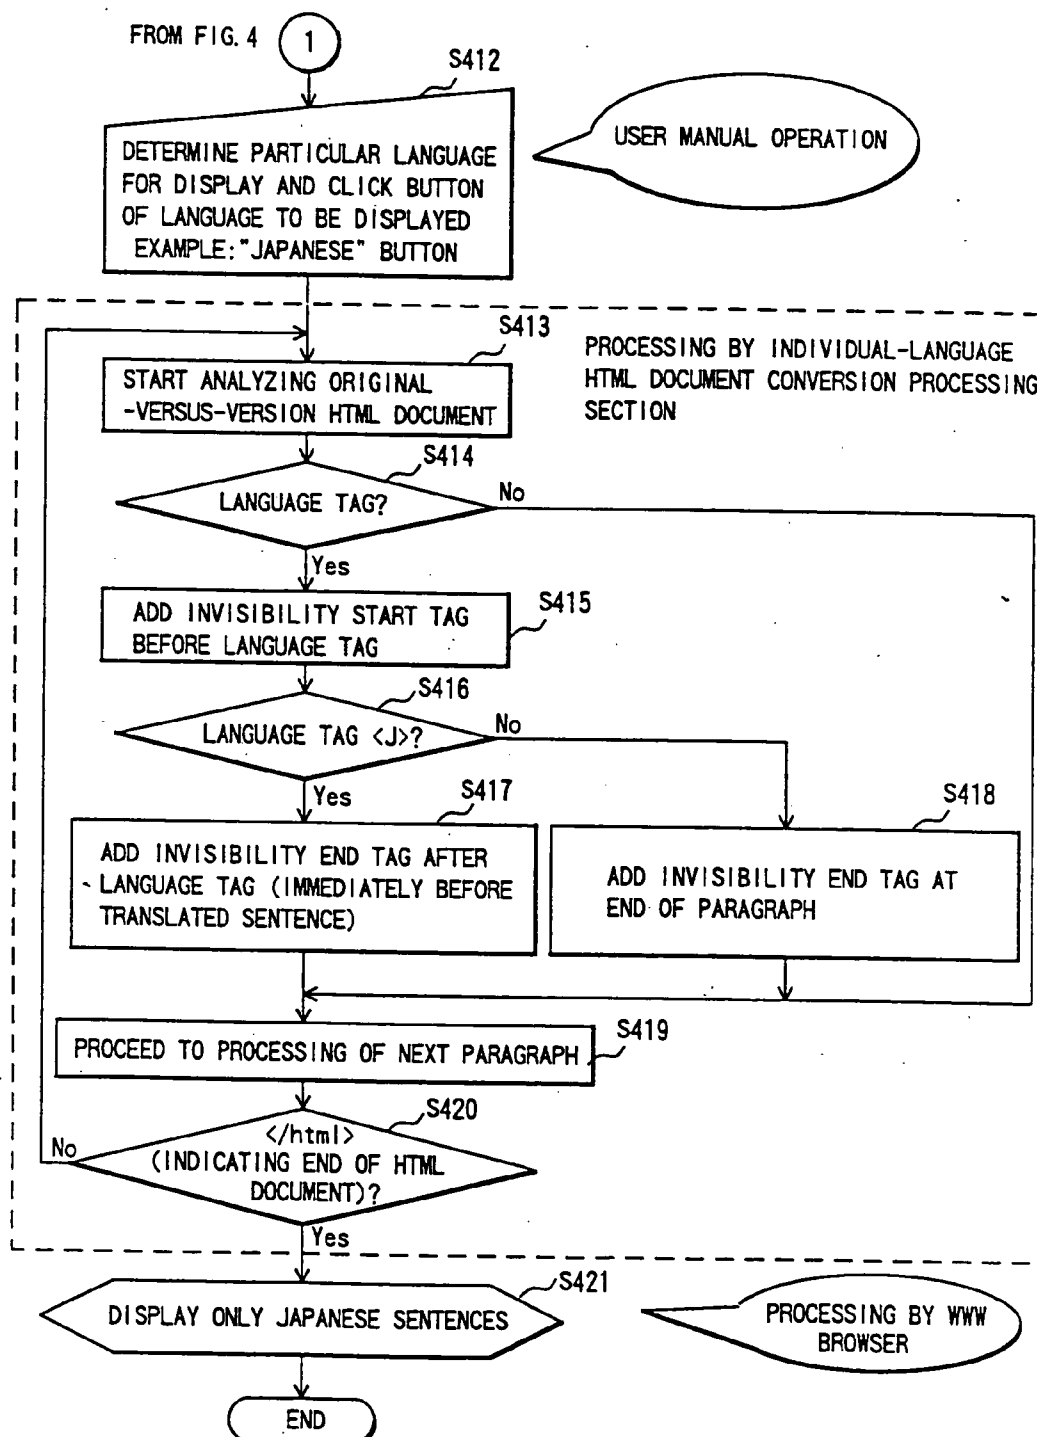 FROM FIG. 4
1
S412
DETERMINE PARTICULAR LANGUAGE
FOR DISPLAY AND CLICK BUTTON
OF LANGUAGE TO BE DISPLAYED
EXAMPLE:"JAPANESE" BUTTON
USER MANUAL OPERATION
S413
START ANALYZING ORIGINAL
-VERSUS-VERSION HTML DOCUMENT
PROCESSING BY INDIVIDUAL-LANGUAGE
HTML DOCUMENT CONVERSION PROCESSING
SECTION
S414
LANGUAGE TAG?
No
Yes
S415
ADD INVISIBILITY START TAG
BEFORE LANGUAGE TAG
S416
LANGUAGE TAG <J>?
No
Yes
S417
ADD INVISIBILITY END TAG AFTER
LANGUAGE TAG (IMMEDIATELY BEFORE
TRANSLATED SENTENCE)
S418
ADD INVISIBILITY END TAG AT
END OF PARAGRAPH
S419
PROCEED TO PROCESSING OF NEXT PARAGRAPH
S420
</html>
(INDICATING END OF HTML
DOCUMENT)?
No
Yes
S421
DISPLAY ONLY JAPANESE SENTENCES
PROCESSING BY WWW
BROWSER
END